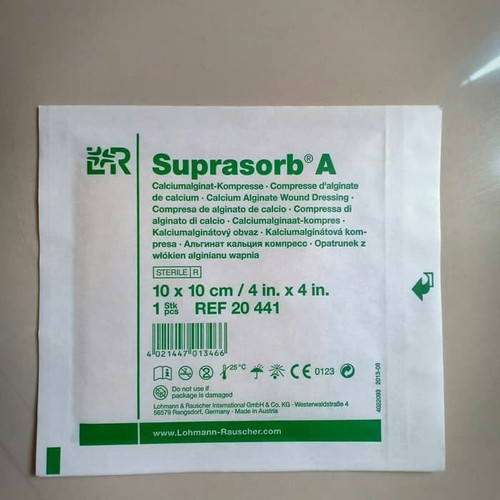 L&R
Suprasorb® A
Calciumalginat-Kompresse · Compresse d'alginate
de calcium · Calcium Alginate Wound Dressing ·
Compresa de alginato de calcio · Compressa di
alginato di calcio · Calciumalginaat-kompres ·
Kalciumalginátový obvaz · Kalciumalginátová kom-
presa · Альгинат кальция компресс · Opatrunek z
włókien alginianu wapnia
STERILE R
10 x 10 cm / 4 in. x 4 in.
1 Stk pcs REF 20 441
4 021447 013466
25 °C CE 0123
Do not use if
package is damaged
Lohmann & Rauscher International GmbH & Co. KG · Westerwaldstraße 4
56579 Rengsdorf, Germany · Made in Austria
www.Lohmann-Rauscher.com
4022093 2013-08